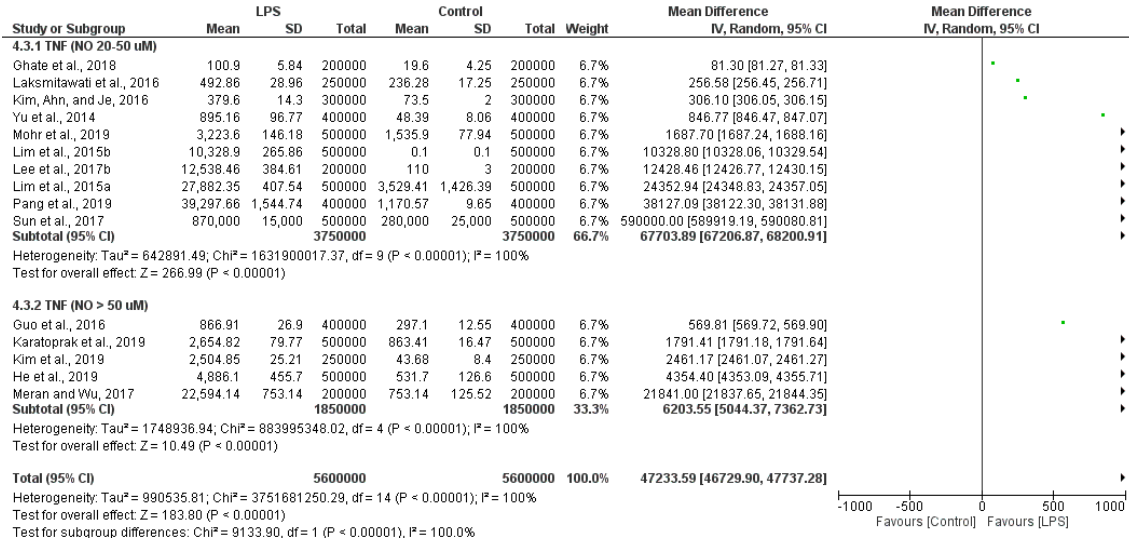 LPS Control Mean Difference Mean Difference
Study or Subgroup Mean SD Total Mean SD Total Weight IV, Random, 95% CI IV, Random, 95% CI
4.3.1 TNF (NO 20-50 uM)
Ghate et al., 2018 100.9 5.84 200000 19.6 4.25 200000 6.7% 81.30 [81.27, 81.33]
Laksmitawati et al., 2016 492.86 28.96 250000 236.28 17.25 250000 6.7% 256.58 [256.45, 256.71]
Kim, Ahn, and Je, 2016 379.6 14.3 300000 73.5 2 300000 6.7% 306.10 [306.05, 306.15]
Yu et al., 2014 895.16 96.77 400000 48.39 8.06 400000 6.7% 846.77 [846.47, 847.07]
Mohr et al., 2019 3,223.6 146.18 500000 1,535.9 77.94 500000 6.7% 1687.70 [1687.24, 1688.16]
Lim et al., 2015b 10,328.9 265.86 500000 0.1 0.1 500000 6.7% 10328.80 [10328.06, 10329.54]
Lee et al., 2017b 12,538.46 384.61 200000 110 3 200000 6.7% 12428.46 [12426.77, 12430.15]
Lim et al., 2015a 27,882.35 407.54 500000 3,529.41 1,426.39 500000 6.7% 24352.94 [24348.83, 24357.05]
Pang et al., 2019 39,297.66 1,544.74 400000 1,170.57 9.65 400000 6.7% 38127.09 [38122.30, 38131.88]
Sun et al., 2017 870,000 15,000 500000 280,000 25,000 500000 6.7% 590000.00 [589919.19, 590080.81]
Subtotal (95% CI) 3750000 3750000 66.7% 67703.89 [67206.87, 68200.91]
Heterogeneity: Tau² = 642891.49; Chi² = 1631900017.37, df = 9 (P < 0.00001); I² = 100%
Test for overall effect: Z = 266.99 (P < 0.00001)
4.3.2 TNF (NO > 50 uM)
Guo et al., 2016 866.91 26.9 400000 297.1 12.55 400000 6.7% 569.81 [569.72, 569.90]
Karatoprak et al., 2019 2,654.82 79.77 500000 863.41 16.47 500000 6.7% 1791.41 [1791.18, 1791.64]
Kim et al., 2019 2,504.85 25.21 250000 43.68 8.4 250000 6.7% 2461.17 [2461.07, 2461.27]
He et al., 2019 4,886.1 455.7 500000 531.7 126.6 500000 6.7% 4354.40 [4353.09, 4355.71]
Meran and Wu, 2017 22,594.14 753.14 200000 753.14 125.52 200000 6.7% 21841.00 [21837.65, 21844.35]
Subtotal (95% CI) 1850000 1850000 33.3% 6203.55 [5044.37, 7362.73]
Heterogeneity: Tau² = 1748936.94; Chi² = 883995348.02, df = 4 (P < 0.00001); I² = 100%
Test for overall effect: Z = 10.49 (P < 0.00001)
Total (95% CI) 5600000 5600000 100.0% 47233.59 [46729.90, 47737.28]
Heterogeneity: Tau² = 990535.81; Chi² = 3751681250.29, df = 14 (P < 0.00001); I² = 100%
Test for overall effect: Z = 183.80 (P < 0.00001)
Test for subgroup differences: Chi² = 9133.90, df = 1 (P < 0.00001), I² = 100.0%
-1000 -500 0 500 1000
Favours [Control] Favours [LPS]